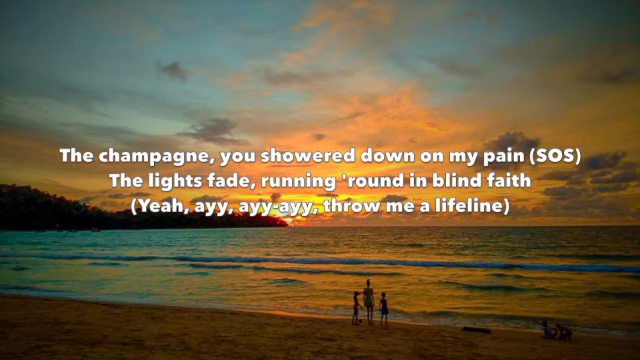 The champagne, you showered down on my pain (SOS)
The lights fade, running 'round in blind faith
(Yeah, ayy, ayy-ayy, throw me a lifeline)